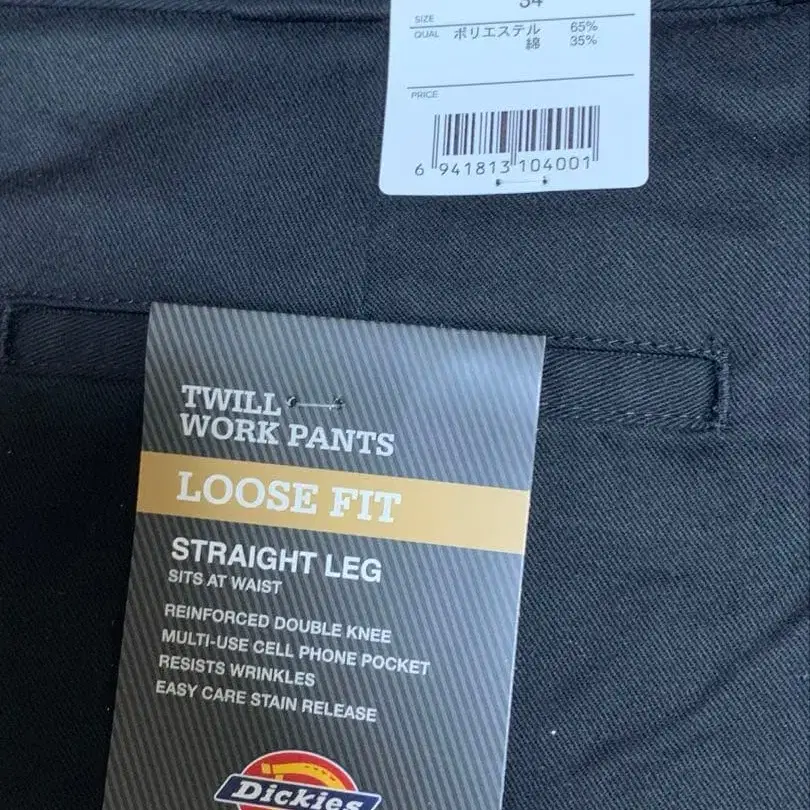 SIZE 34
QUAL ポリエステル 65%
綿 35%
PRICE
6 941813 104001
TWILL
WORK PANTS
LOOSE FIT
STRAIGHT LEG
SITS AT WAIST
REINFORCED DOUBLE KNEE
MULTI-USE CELL PHONE POCKET
RESISTS WRINKLES
EASY CARE STAIN RELEASE
Dickies